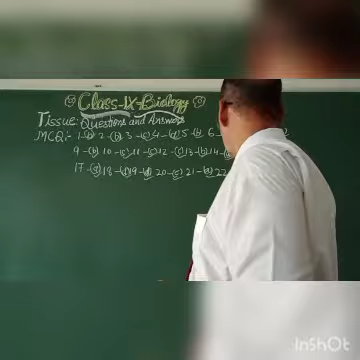 Class-IX-Biology
Tissue: Questions and Answers
MCQ:- 1-(b) 2-(b) 3-(c) 4- 5- 6-
9-(b) 10-(c) 11-(c) 12-(c) 13-(b) 14-
17- 18- 19-(d) 20-(c) 21-(a) 22
InShOt